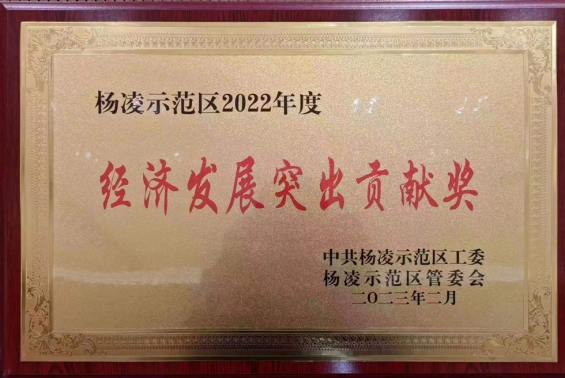 杨凌示范区2022年度
经济发展突出贡献奖
中共杨凌示范区工委
杨凌示范区管委会
二〇二三年二月